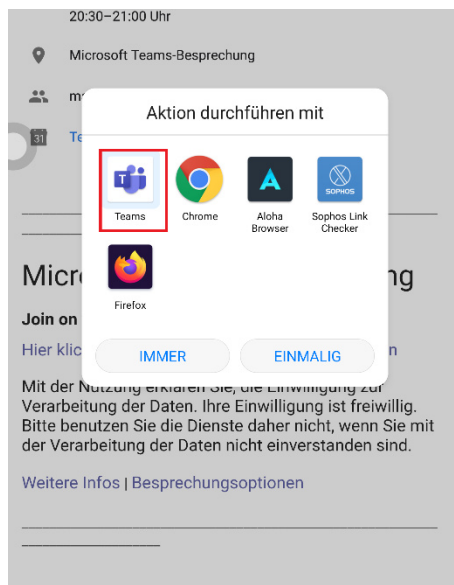 20:30–21:00 Uhr
Microsoft Teams-Besprechung
Aktion durchführen mit
31
T
SOPHOS
Teams
Chrome
Aloha Browser
Sophos Link Checker
Firefox
IMMER
EINMALIG
Join on
Hier
Mit der Nutzung erklären Sie, die Einwilligung zur
Verarbeitung der Daten. Ihre Einwilligung ist freiwillig.
Bitte benutzen Sie die Dienste daher nicht, wenn Sie mit
der Verarbeitung der Daten nicht einverstanden sind.
Weitere Infos | Besprechungsoptionen